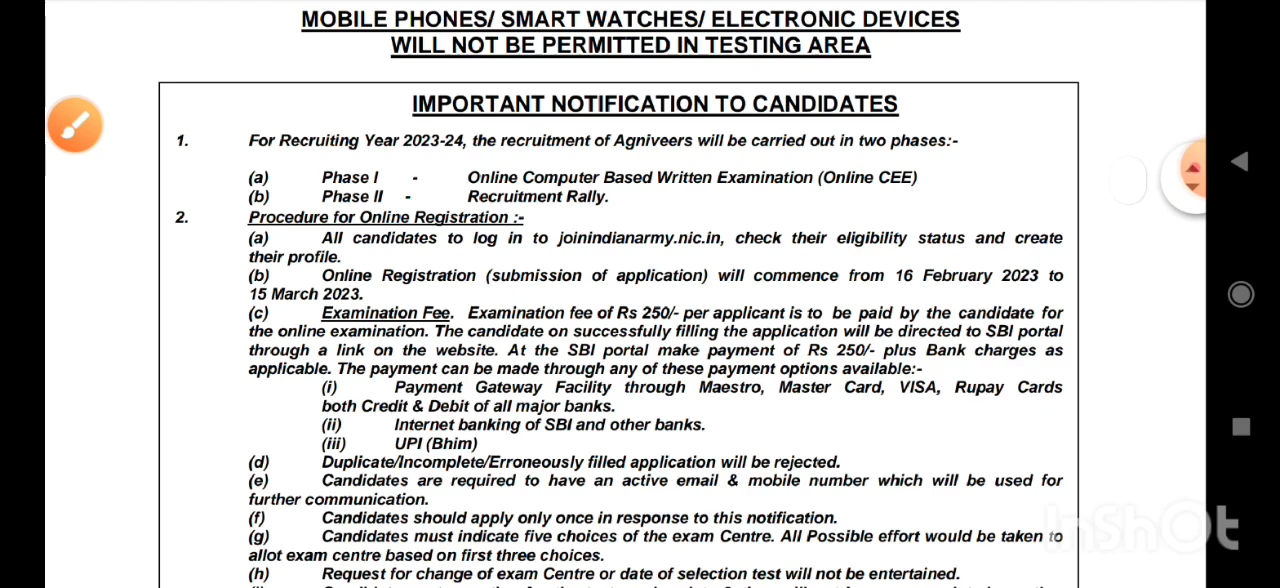 MOBILE PHONES/ SMART WATCHES/ ELECTRONIC DEVICES
WILL NOT BE PERMITTED IN TESTING AREA
IMPORTANT NOTIFICATION TO CANDIDATES
1. For Recruiting Year 2023-24, the recruitment of Agniveers will be carried out in two phases:-
(a) Phase I - Online Computer Based Written Examination (Online CEE)
(b) Phase II - Recruitment Rally.
2. Procedure for Online Registration :-
(a) All candidates to log in to joinindianarmy.nic.in, check their eligibility status and create
their profile.
(b) Online Registration (submission of application) will commence from 16 February 2023 to
15 March 2023.
(c) Examination Fee. Examination fee of Rs 250/- per applicant is to be paid by the candidate for
the online examination. The candidate on successfully filling the application will be directed to SBI portal
through a link on the website. At the SBI portal make payment of Rs 250/- plus Bank charges as
applicable. The payment can be made through any of these payment options available:-
(i) Payment Gateway Facility through Maestro, Master Card, VISA, Rupay Cards
both Credit & Debit of all major banks.
(ii) Internet banking of SBI and other banks.
(iii) UPI (Bhim)
(d) Duplicate/Incomplete/Erroneously filled application will be rejected.
(e) Candidates are required to have an active email & mobile number which will be used for
further communication.
(f) Candidates should apply only once in response to this notification.
(g) Candidates must indicate five choices of the exam Centre. All Possible effort would be taken to
allot exam centre based on first three choices.
(h) Request for change of exam Centre or date of selection test will not be entertained.
InShOt